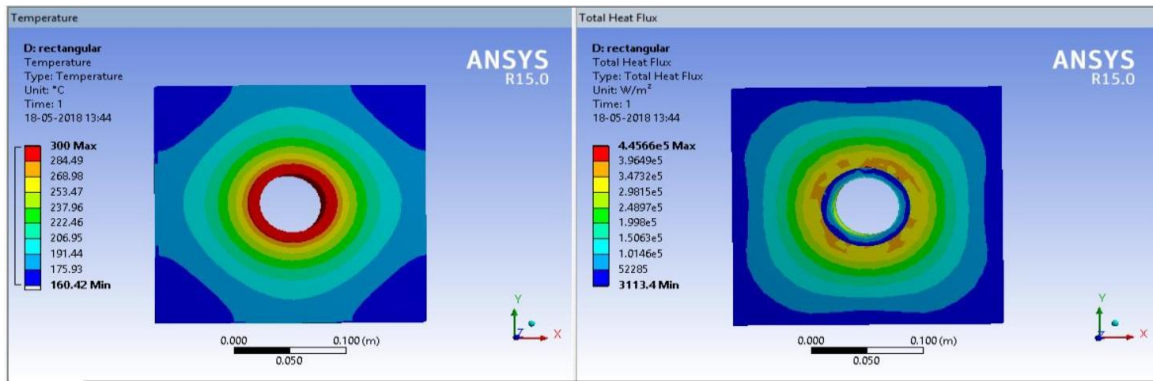 Temperature
D: rectangular
Temperature
Type: Temperature
Unit: °C
Time: 1
18-05-2018 13:44
ANSYS
R15.0
300 Max
284.49
268.98
253.47
237.96
222.46
206.95
191.44
175.93
160.42 Min
0.000
0.100 (m)
0.050
Y
Z
X
Total Heat Flux
D: rectangular
Total Heat Flux
Type: Total Heat Flux
Unit: W/m²
Time: 1
18-05-2018 13:44
ANSYS
R15.0
4.4566e5 Max
3.9649e5
3.4732e5
2.9815e5
2.4897e5
1.998e5
1.5063e5
1.0146e5
52285
3113.4 Min
0.000
0.100 (m)
0.050
Y
Z
X